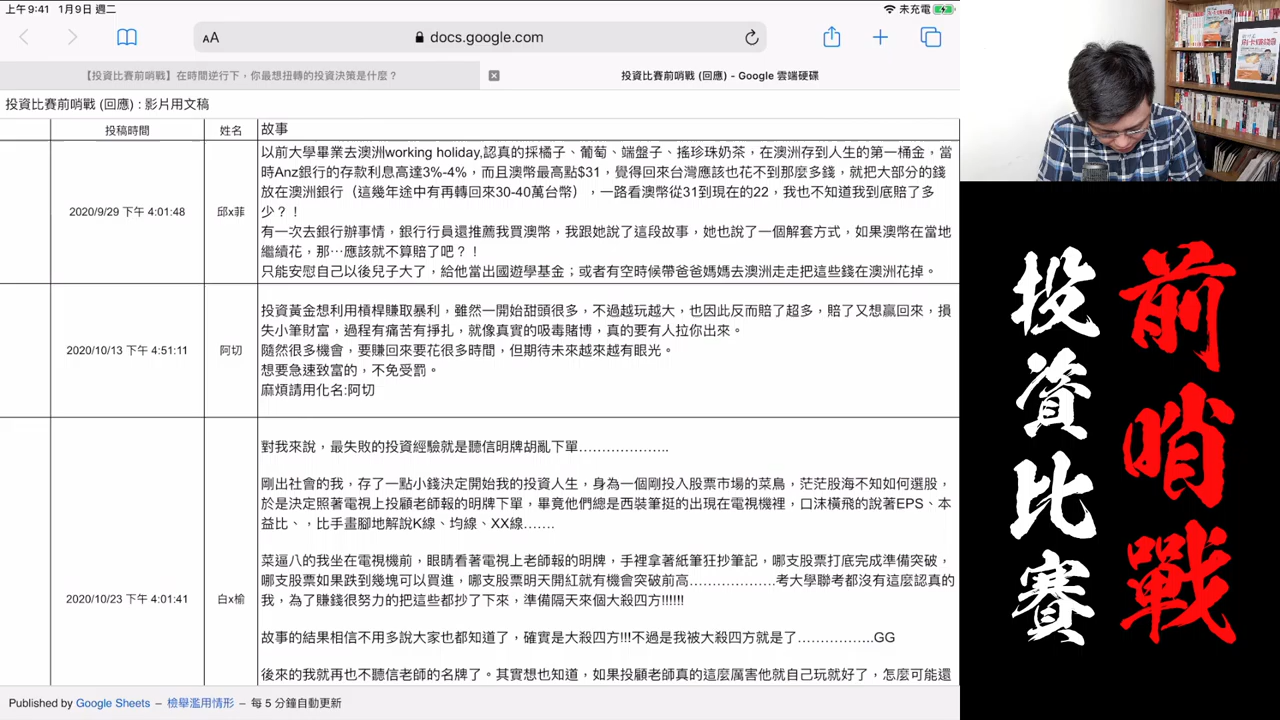 上午9:41 1月9日 週二
未充電
AA
docs.google.com
【投資比賽前哨戰】在時間逆行下，你最想扭轉的投資決策是什麼？
投資比賽前哨戰 (回應) - Google 雲端硬碟
投資比賽前哨戰 (回應) : 影片用文稿
投稿時間
姓名
故事
2020/9/29 下午 4:01:48
邱x菲
以前大學畢業去澳洲working holiday,認真的採橘子、葡萄、端盤子、搖珍珠奶茶，在澳洲存到人生的第一桶金，當
時Anz銀行的存款利息高達3%-4%，而且澳幣最高點$31，覺得回來台灣應該也花不到那麼多錢，就把大部分的錢
放在澳洲銀行（這幾年途中有再轉回來30-40萬台幣），一路看澳幣從31到現在的22，我也不知道我到底賠了多
少？！
有一次去銀行辦事情，銀行行員還推薦我買澳幣，我跟她說了這段故事，她也說了一個解套方式，如果澳幣在當地
繼續花，那…應該就不算賠了吧？！
只能安慰自己以後兒子大了，給他當出國遊學基金；或者有空時候帶爸爸媽媽去澳洲走走把這些錢在澳洲花掉。
2020/10/13 下午 4:51:11
阿切
投資黃金想利用槓桿賺取暴利，雖然一開始甜頭很多，不過越玩越大，也因此反而賠了超多，賠了又想贏回來，損
失小筆財富，過程有痛苦有掙扎，就像真實的吸毒賭博，真的要有人拉你出來。
隨然很多機會，要賺回來要花很多時間，但期待未來越來越有眼光。
想要急速致富的，不免受罰。
麻煩請用化名:阿切
2020/10/23 下午 4:01:41
白x榆
對我來說，最失敗的投資經驗就是聽信明牌胡亂下單………………..
剛出社會的我，存了一點小錢決定開始我的投資人生，身為一個剛投入股票市場的菜鳥，茫茫股海不知如何選股，
於是決定照著電視上投顧老師報的明牌下單，畢竟他們總是西裝筆挺的出現在電視機裡，口沫橫飛的說著EPS、本
益比、，比手畫腳地解說K線、均線、XX線…….
菜逼八的我坐在電視機前，眼睛看著電視上老師報的明牌，手裡拿著紙筆狂抄筆記，哪支股票打底完成準備突破，
哪支股票如果跌到幾塊可以買進，哪支股票明天開紅就有機會突破前高………………考大學聯考都沒有這麼認真的
我，為了賺錢很努力的把這些都抄了下來，準備隔天來個大殺四方!!!!!!
故事的結果相信不用多說大家也都知道了，確實是大殺四方!!!不過是我被大殺四方就是了……………..GG
後來的我就再也不聽信老師的名牌了。其實想也知道，如果投顧老師真的這麼厲害他就自己玩就好了，怎麼可能還
Published by Google Sheets – 檢舉濫用情形 – 每 5 分鐘自動更新
前哨戰
投資比賽